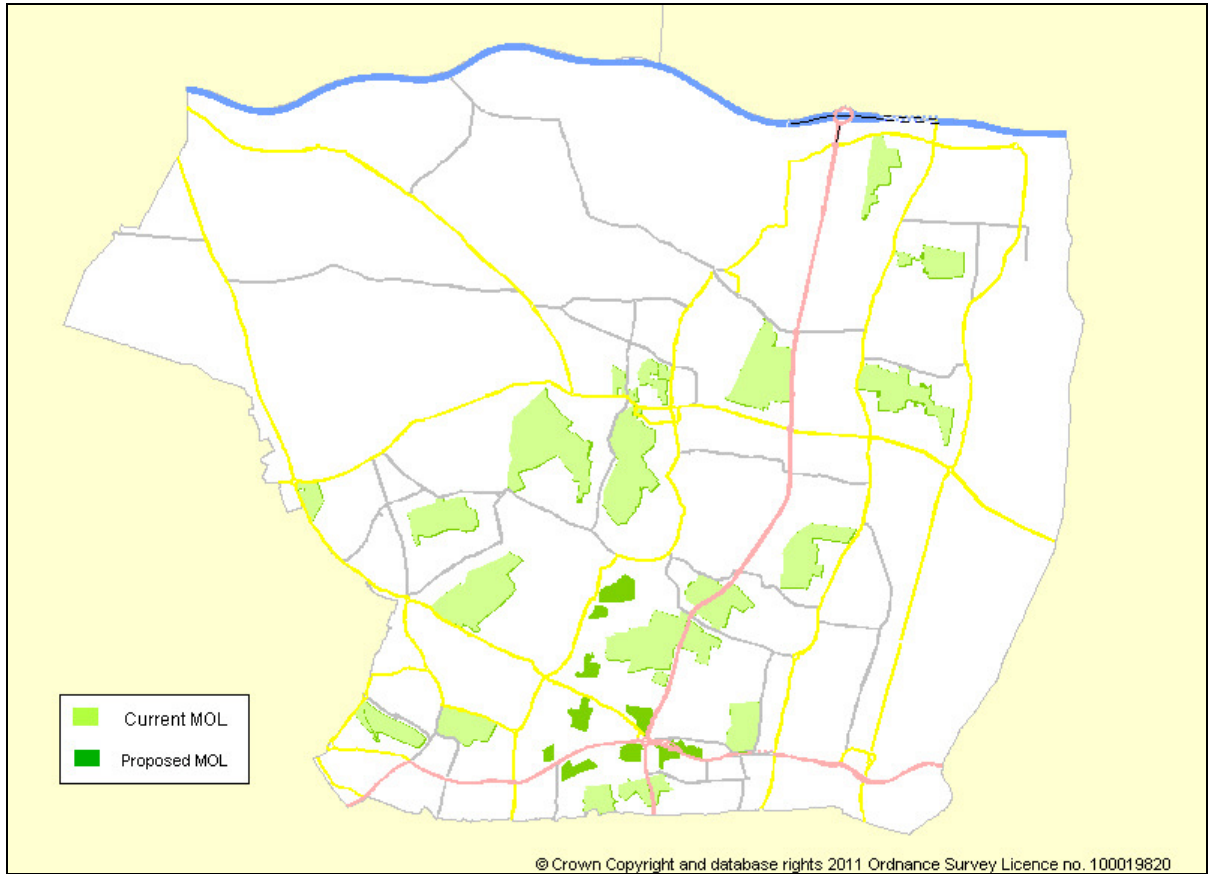 Current MOL
Proposed MOL
© Crown Copyright and database rights 2011 Ordnance Survey Licence no. 100019820